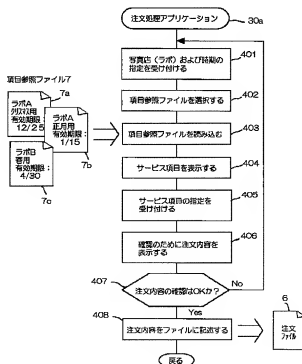 注文処理アプリケーション
30a
写真店（ラボ）および時期の
指定を受け付ける
401
項目参照ファイル7
7a
ラボA
クリスマス用
有効期限
12/25
ラボA
正月用
有効期限：
1/15
7b
ラボB
春用
有効期限：
4/30
7c
項目参照ファイルを選択する
402
項目参照ファイルを読み込む
403
サービス項目を表示する
404
サービス項目の指定を
受け付ける
405
確認のために注文内容を
表示する
406
407
注文内容の確認はOKか？
No
Yes
408
注文内容をファイルに記述する
6
注文
ファイル
戻る